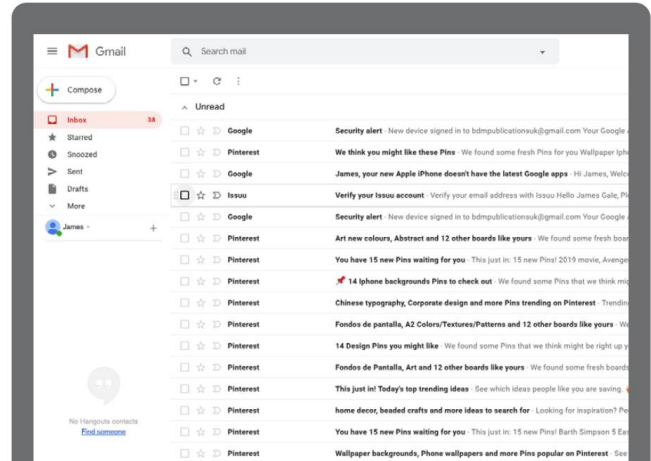 Gmail
Search mail
Compose
Unread
Inbox 38
Starred
Snoozed
Sent
Drafts
More
James
Google Security alert - New device signed in to bdmpublicationsuk@gmail.com Your Google
Pinterest We think you might like these Pins - We found some fresh Pins for you Wallpaper Iph
Google James, your new Apple iPhone doesn't have the latest Google apps - Hi James, Welc
Issuu Verify your Issuu account - Verify your email address with Issuu Hello James Gale, Pl
Google Security alert - New device signed in to bdmpublicationsuk@gmail.com Your Google
Pinterest Art new colours, Abstract and 12 other boards like yours - We found some fresh boar
Pinterest You have 15 new Pins waiting for you - This just in: 15 new Pins! 2019 movie, Avenge
Pinterest 📌 14 Iphone backgrounds Pins to check out - We found some Pins that we think mig
Pinterest Chinese typography, Corporate design and more Pins trending on Pinterest - Trendin
Pinterest Fondos de pantalla, A2 Colors/Textures/Patterns and 12 other boards like yours - We
Pinterest 14 Design Pins you might like - We found some Pins that we think might be right up y
Pinterest Fondos de Pantalla, Art and 12 other boards like yours - We found some fresh boards
Pinterest This just in! Today's top trending ideas - See which ideas people like you are saving.
Pinterest home decor, beaded crafts and more ideas to search for - Looking for inspiration? Pe
Pinterest You have 15 new Pins waiting for you - This just in: 15 new Pins! Barth Simpson 5 Eas
Pinterest Wallpaper backgrounds, Phone wallpapers and more Pins popular on Pinterest - See
No Hangouts contacts
Find someone